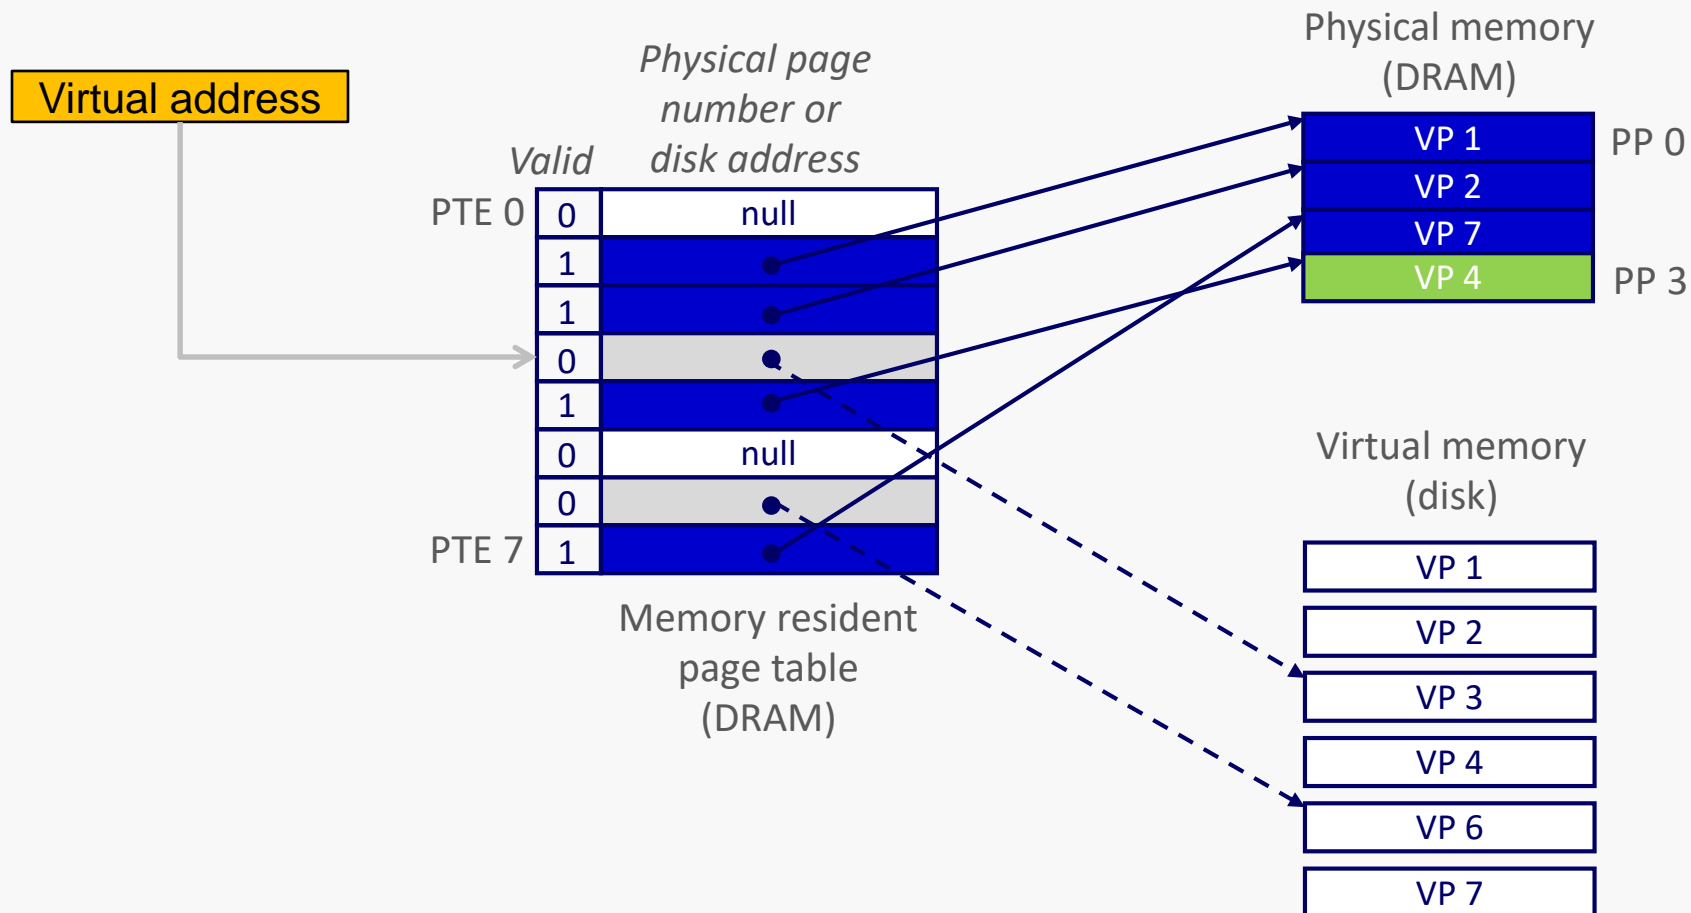 Virtual address
Physical page
number or
disk address
Valid
PTE 0
0
null
1
1
0
1
0
null
0
PTE 7
1
Memory resident
page table
(DRAM)
Physical memory
(DRAM)
VP 1
PP 0
VP 2
VP 7
VP 4
PP 3
Virtual memory
(disk)
VP 1
VP 2
VP 3
VP 4
VP 6
VP 7